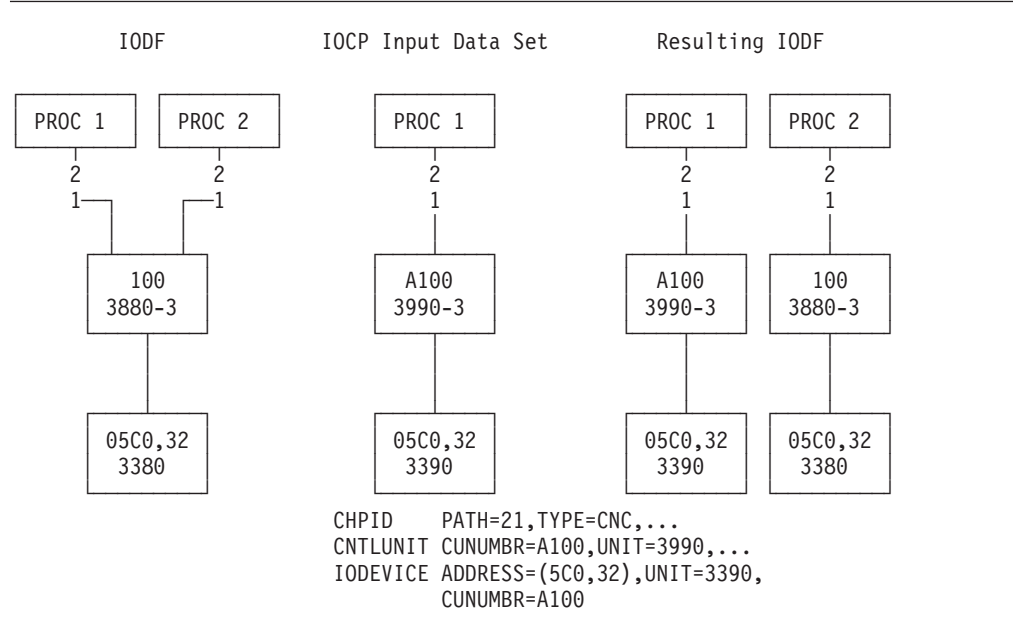 IODF IOCP Input Data Set Resulting IODF
PROC 1 PROC 2 PROC 1 PROC 1 PROC 2
2 2 2 2 2
1 1 1 1 1
100 A100 A100 100
3880-3 3990-3 3990-3 3880-3
05C0,32 05C0,32 05C0,32 05C0,32
3380 3390 3390 3380
CHPID PATH=21,TYPE=CNC,...
CNTLUNIT CUNUMBR=A100,UNIT=3990,...
IODEVICE ADDRESS=(5C0,32),UNIT=3390,
CUNUMBR=A100